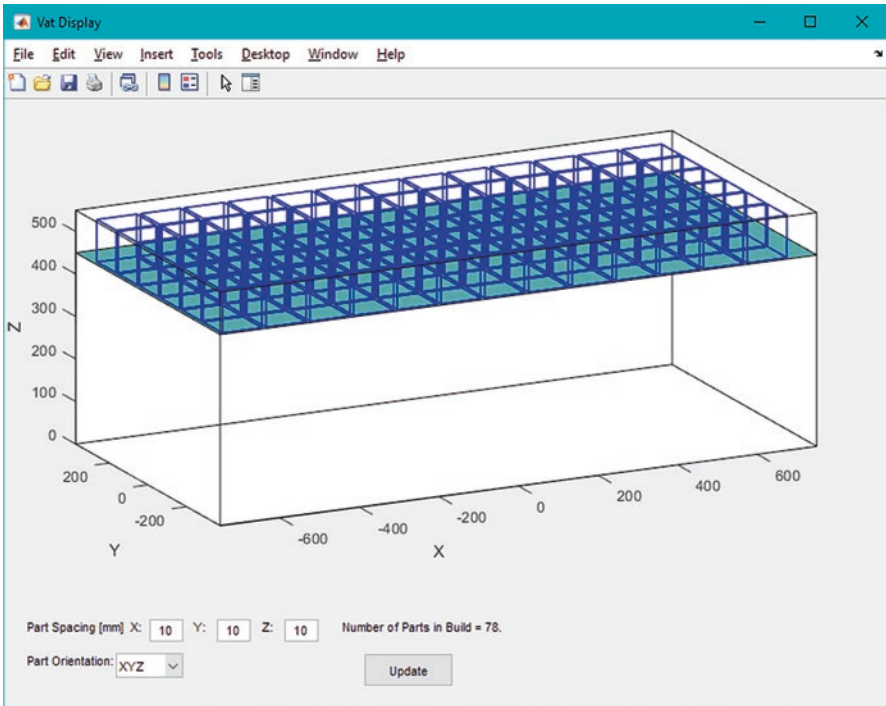 Vat Display
File Edit View Insert Tools Desktop Window Help
500
400
300
200
100
0
Z
200
0
-200
Y
-600
-400
-200
0
200
400
600
X
Part Spacing [mm] X: 10 Y: 10 Z: 10 Number of Parts in Build = 78.
Part Orientation: XYZ Update